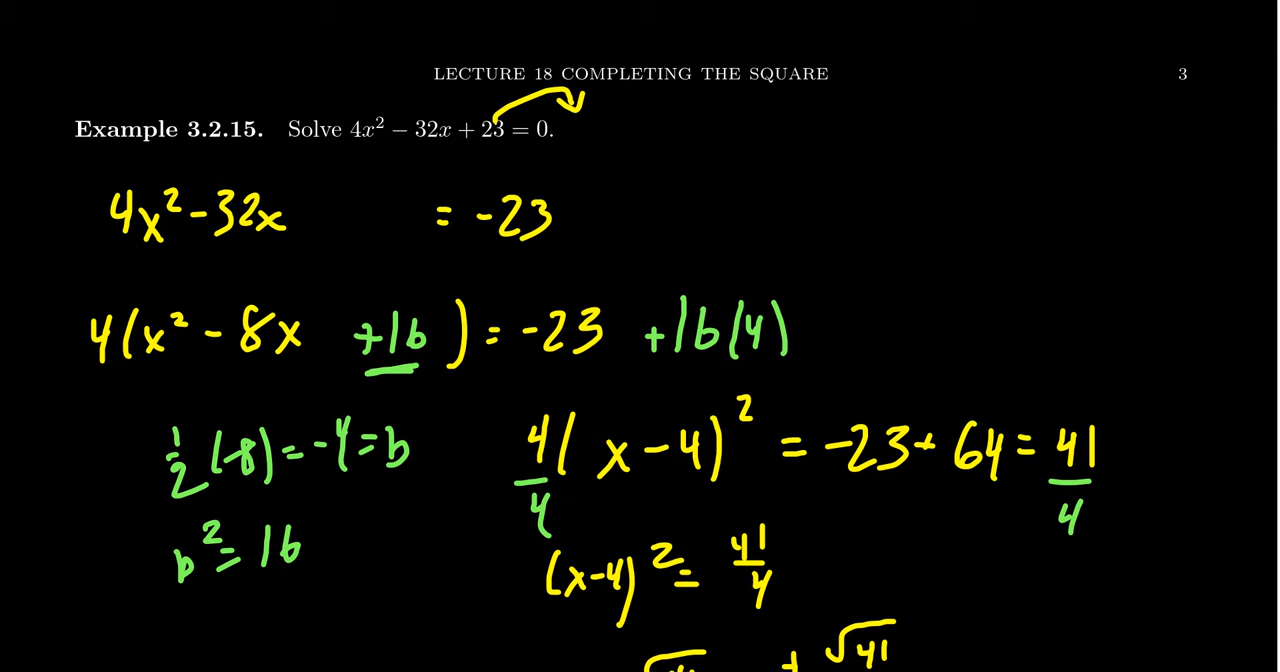 LECTURE 18 COMPLETING THE SQUARE 3
Example 3.2.15. Solve 4x² − 32x + 23 = 0.
4x² - 32x = -23
4(x² - 8x +16) = -23 +16(4)
1/2 (-8) = -4 = b
4(x - 4)²/4 = -23 + 64 = 41/4
b² = 16
(x-4)² = 41/4
± √41